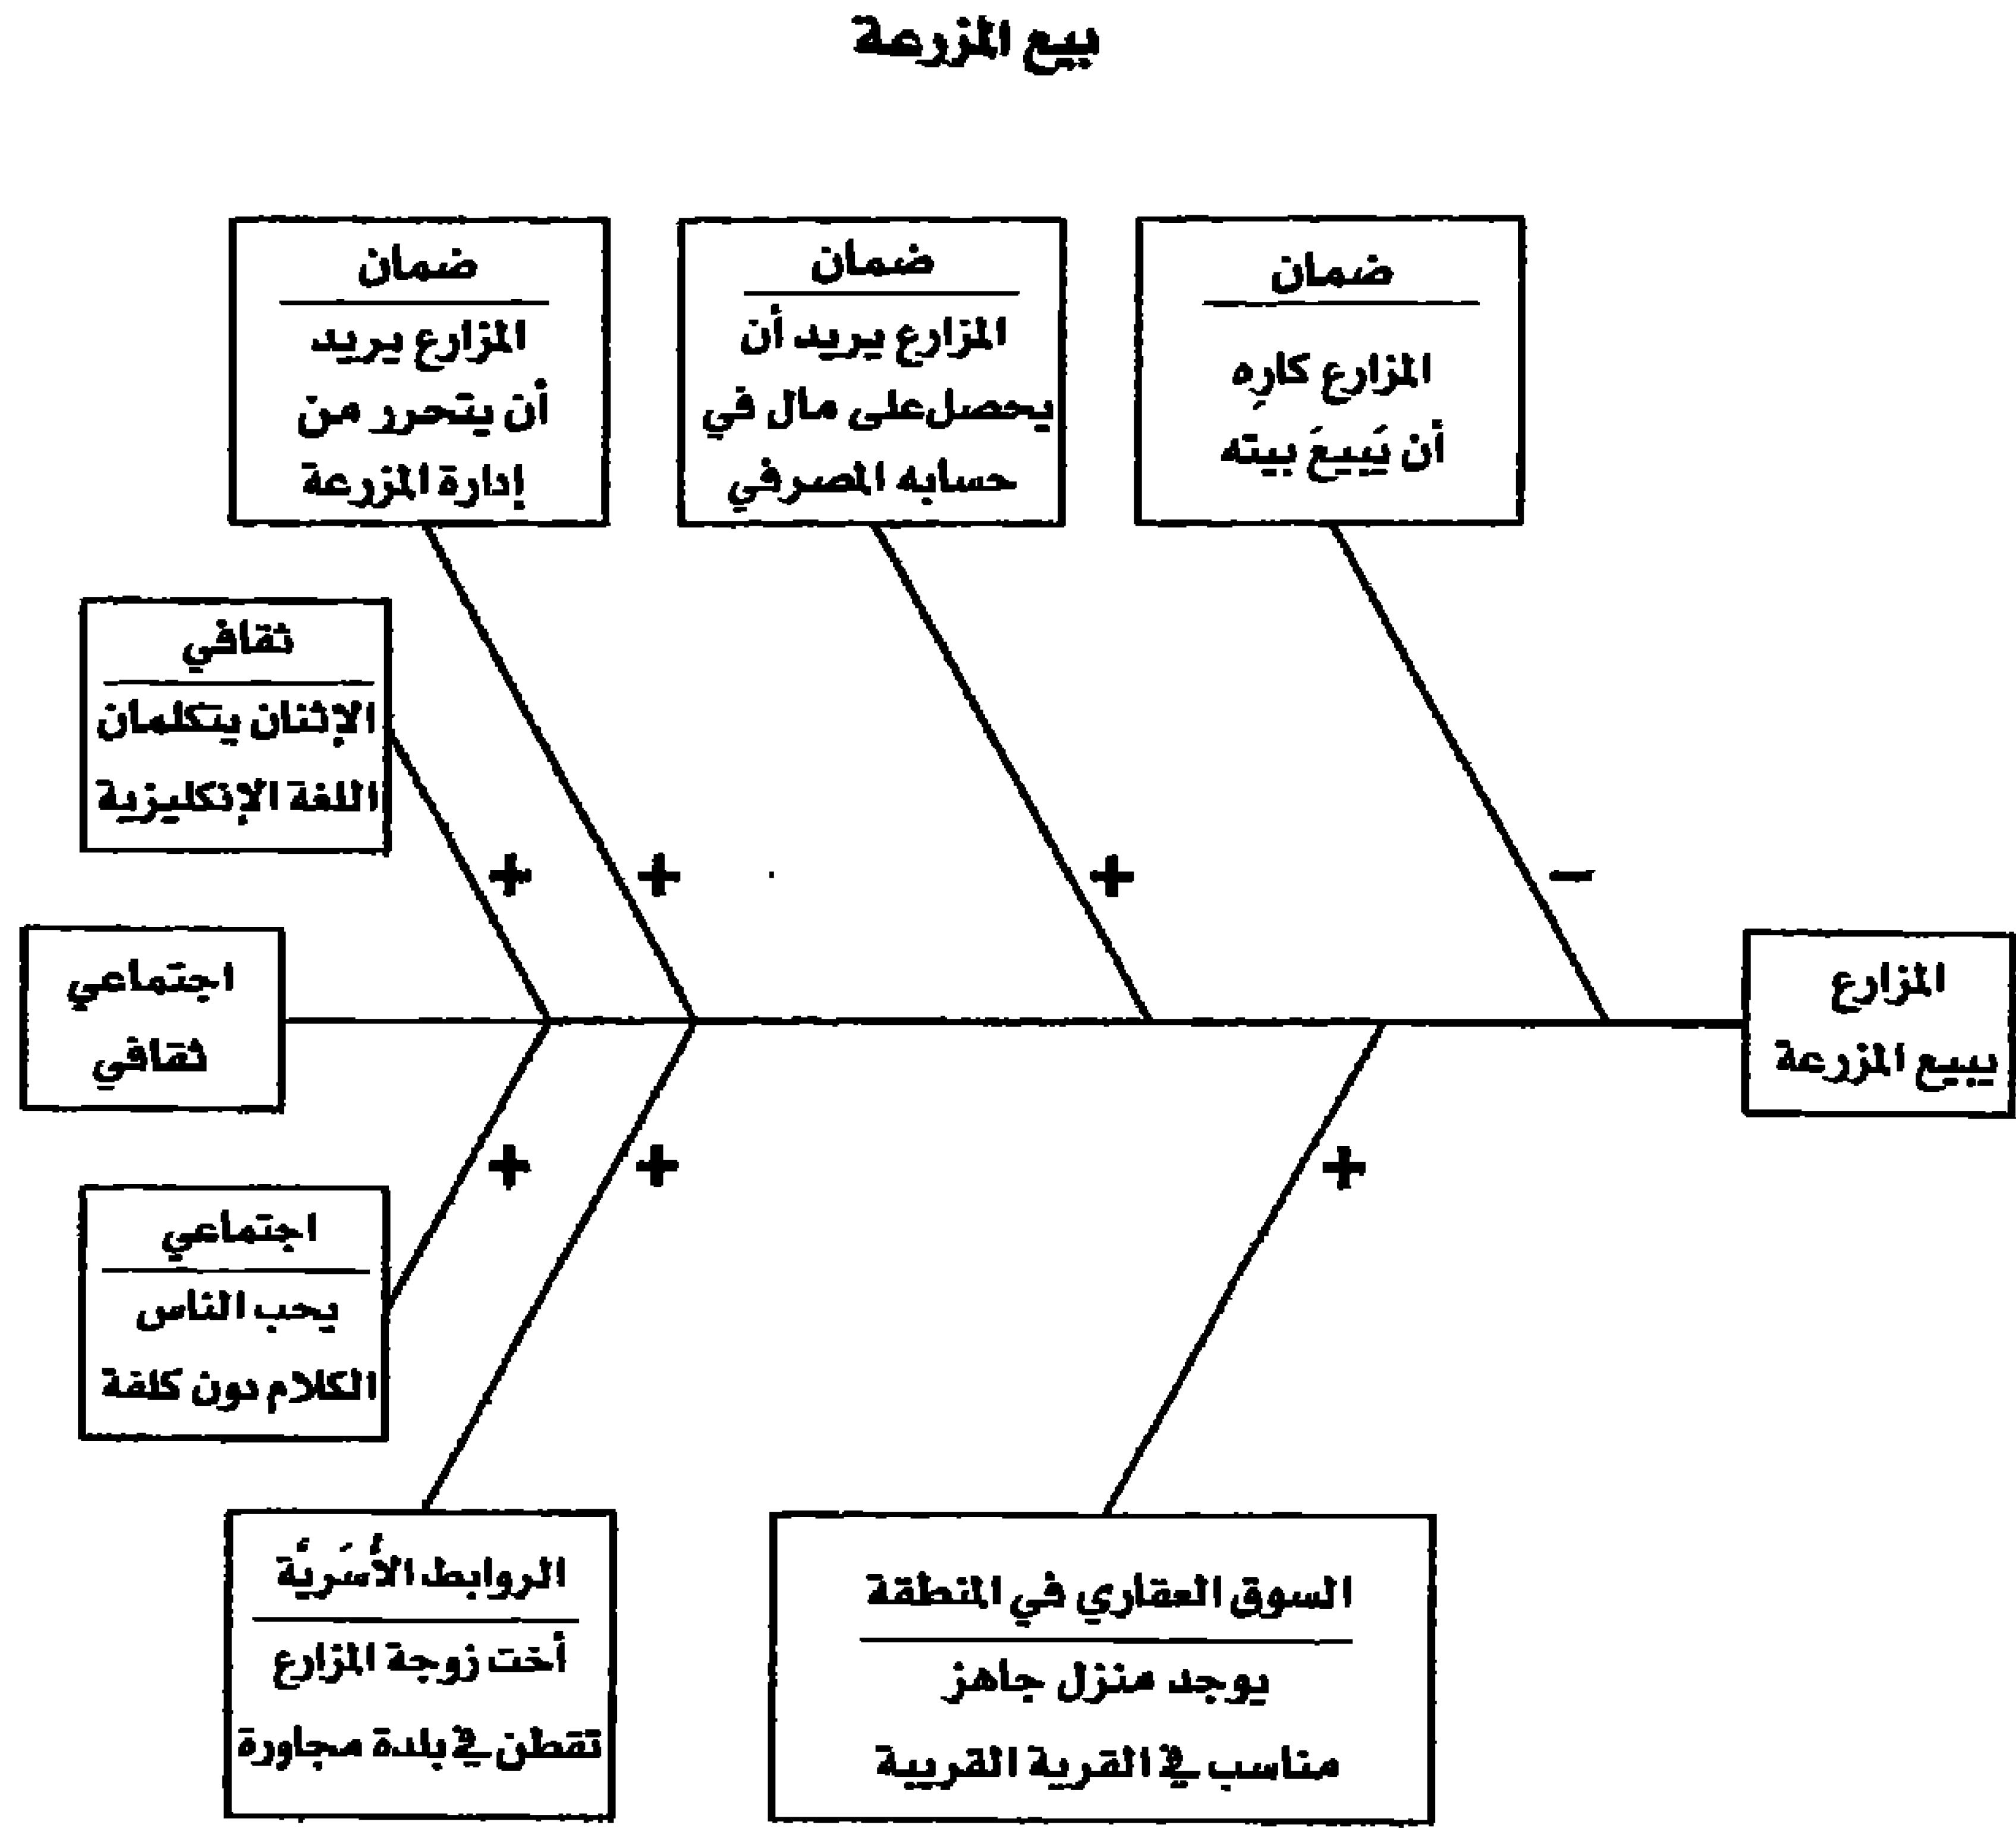 بيع المزرعة
ضمان
المزارع كارِه
أن يَبيعَ بيته
ضمان
المزارع يريد أن
يحصل على مال في
حسابه المصرفي
ضمان
المزارع يريد
أن يتحرر من
إدارة المزرعة
ثقافي
الإثنان يتكلمان
اللغة الإنكليزية
+
+
+
−
المزارع
يبيع المزرعة
اجتماعي
ثقافي
+
+
+
اجتماعي
يحب الناس
الكلام دون كلفة
السوق العقاري في المنطقة
يوجد منزل جاهز
مناسب في القرية القريبة
الروابط الأُسَريَّة
أخت زوجة المزارع
تقطن في بلدة مجاورة